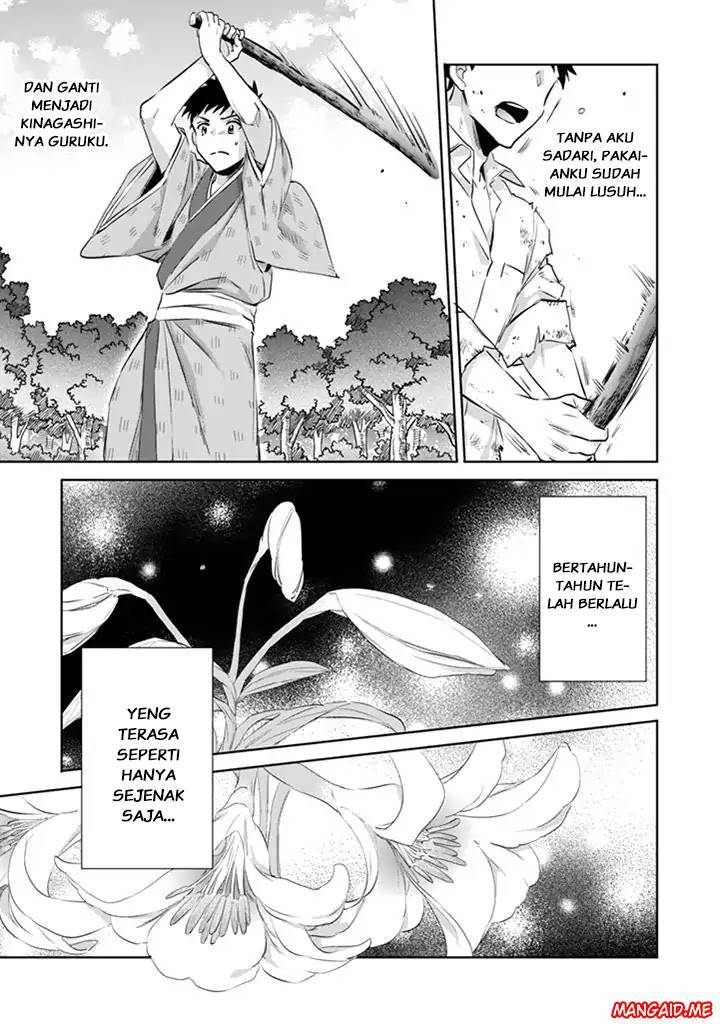 TANPA AKU
SADARI, PAKAI-
ANKU SUDAH
MULAI LUSUH...
DAN GANTI
MENJADI
KINAGASHI-
NYA GURUKU.
BERTAHUN-
TAHUN TE-
LAH BERLALU
...
YENG
TERASA
SEPERTI
HANYA
SEJENAK
SAJA...
MANGAID.ME